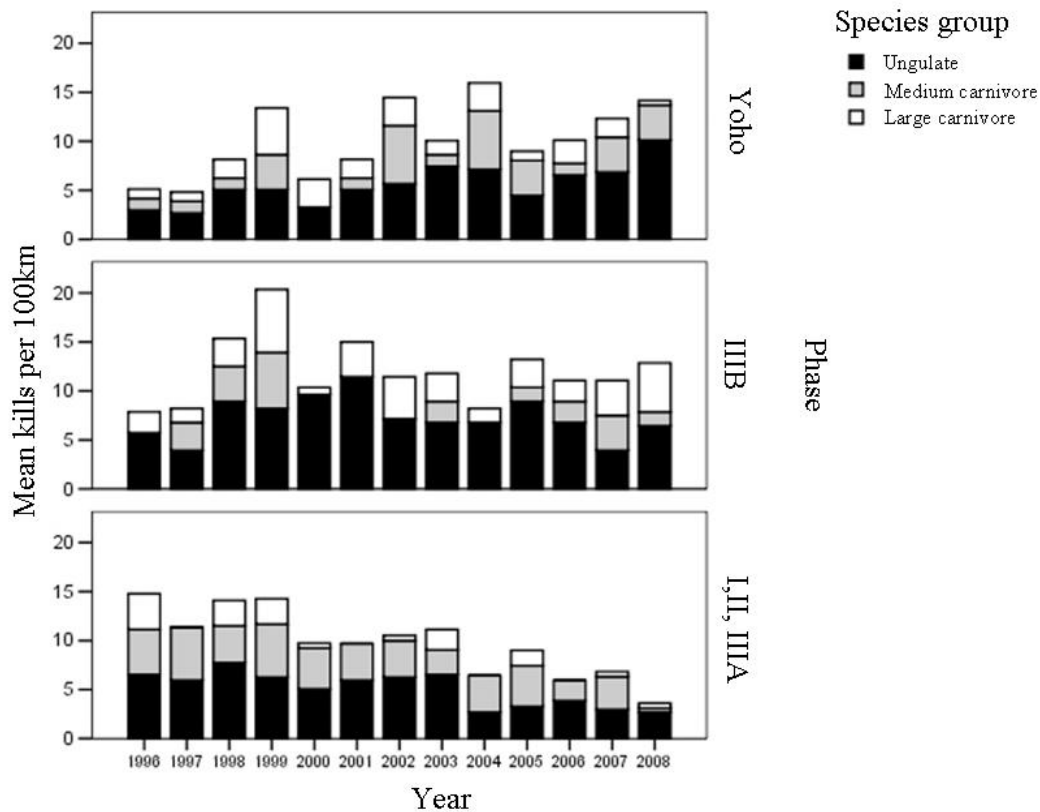 Species group
Ungulate
Medium carnivore
Large carnivore
Mean kills per 100km
20
15
10
5
0
Yoho
20
15
10
5
0
IIIB
Phase
20
15
10
5
0
I,II, IIIA
1996 1997 1998 1999 2000 2001 2002 2003 2004 2005 2006 2007 2008
Year